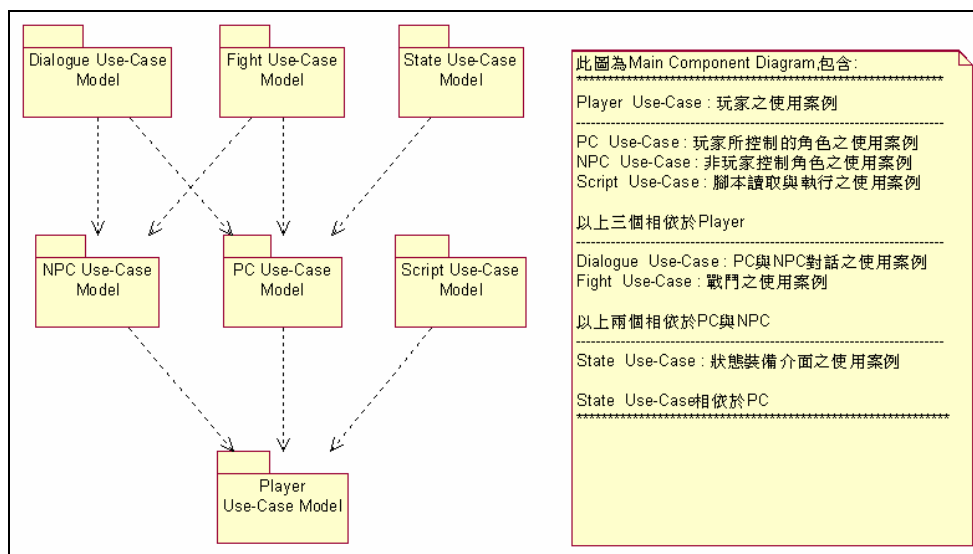 Dialogue Use-Case
Model
Fight Use-Case
Model
State Use-Case
Model
NPC Use-Case
Model
PC Use-Case
Model
Script Use-Case
Model
Player
Use-Case Model
此圖為Main Component Diagram,包含:
******************************************************************
Player Use-Case : 玩家之使用案例
--------------------------------------------------------------------------
PC Use-Case : 玩家所控制的角色之使用案例
NPC Use-Case : 非玩家控制角色之使用案例
Script Use-Case : 腳本讀取與執行之使用案例
以上三個相依於Player
--------------------------------------------------------------------------
Dialogue Use-Case : PC與NPC對話之使用案例
Fight Use-Case : 戰鬥之使用案例
以上兩個相依於PC與NPC
--------------------------------------------------------------------------
State Use-Case : 狀態裝備介面之使用案例
State Use-Case相依於PC
*******************************************************************